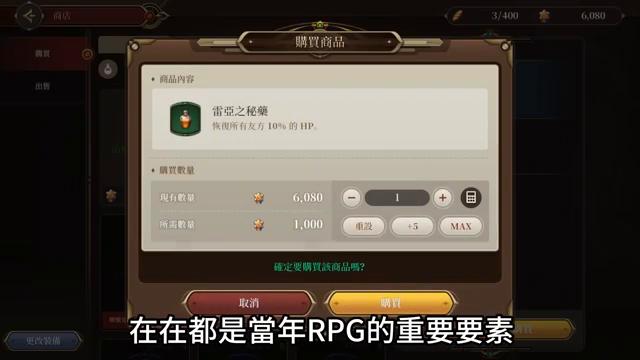 商店
3/400
6,080
購買
出售
購買商品
商品內容
雷亞之秘藥
恢復所有友方 10% 的 HP。
購買數量
現有數量
6,080
1
所需數量
1,000
重設
+5
MAX
確定要購買該商品嗎?
取消
購買
更改裝備
在在都是當年RPG的重要要素